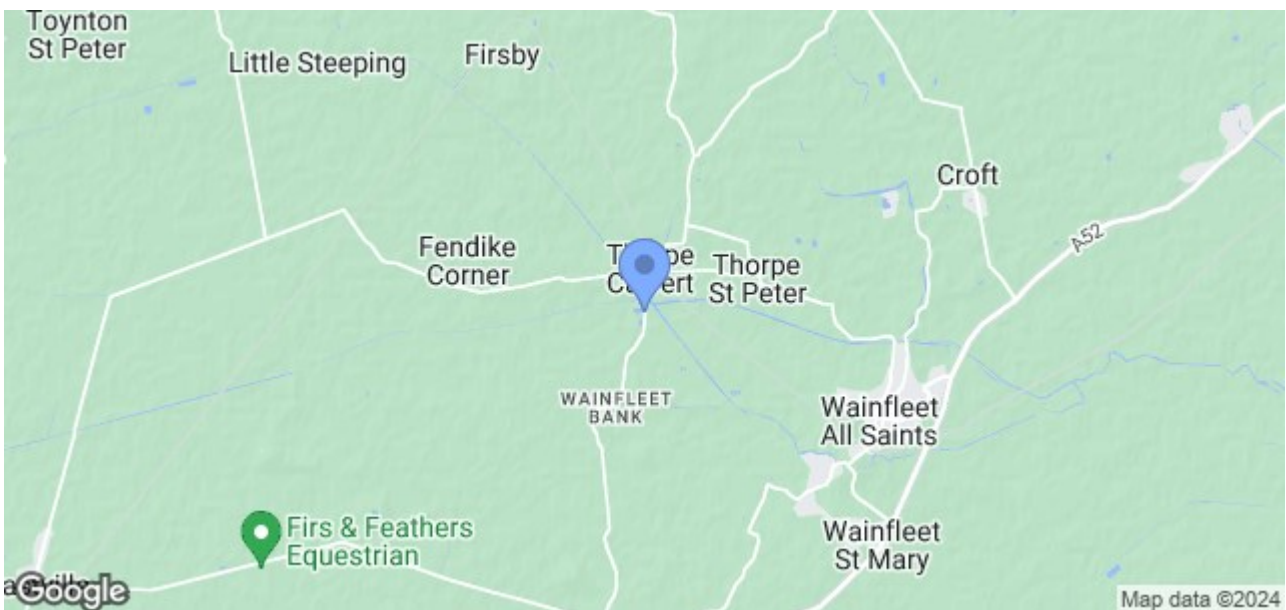 Toynton
St Peter
Little Steeping
Firsby
Croft
A52
Fendike
Corner
Thorpe
St Peter
WAINFLEET
BANK
Wainfleet
All Saints
Firs & Feathers
Equestrian
Wainfleet
St Mary
Google
Map data ©2024